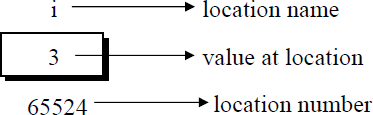 i location name
3 value at location
65524 location number